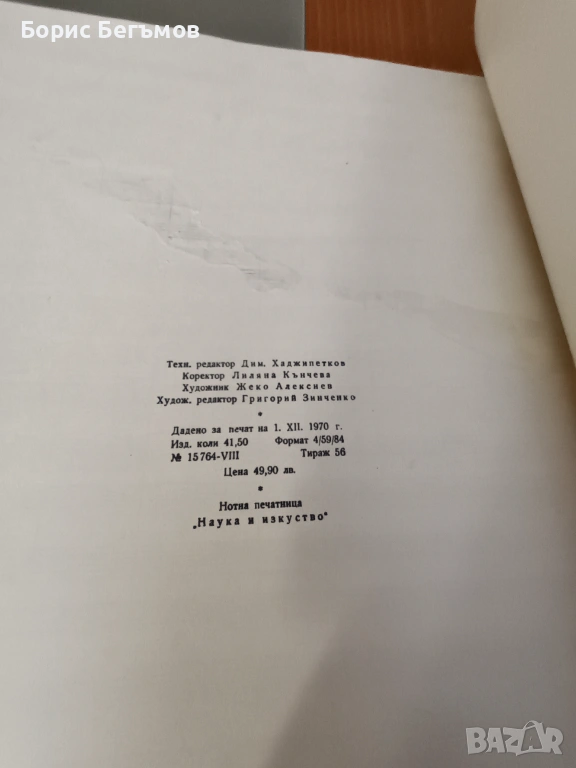 Борис Бегъмов
Техн. редактор Дим. Хаджипетков
Коректор Лиляна Кънчева
Художник Жеко Алексиев
Худож. редактор Григорий Зинченко
Дадено за печат на 1. XII. 1970 г.
Изд. коли 41,50 Формат 4/59/84
№ 15764-VIII Тираж 56
Цена 49,90 лв.
Нотна печатница
„Наука и изкуство“
BAZAR